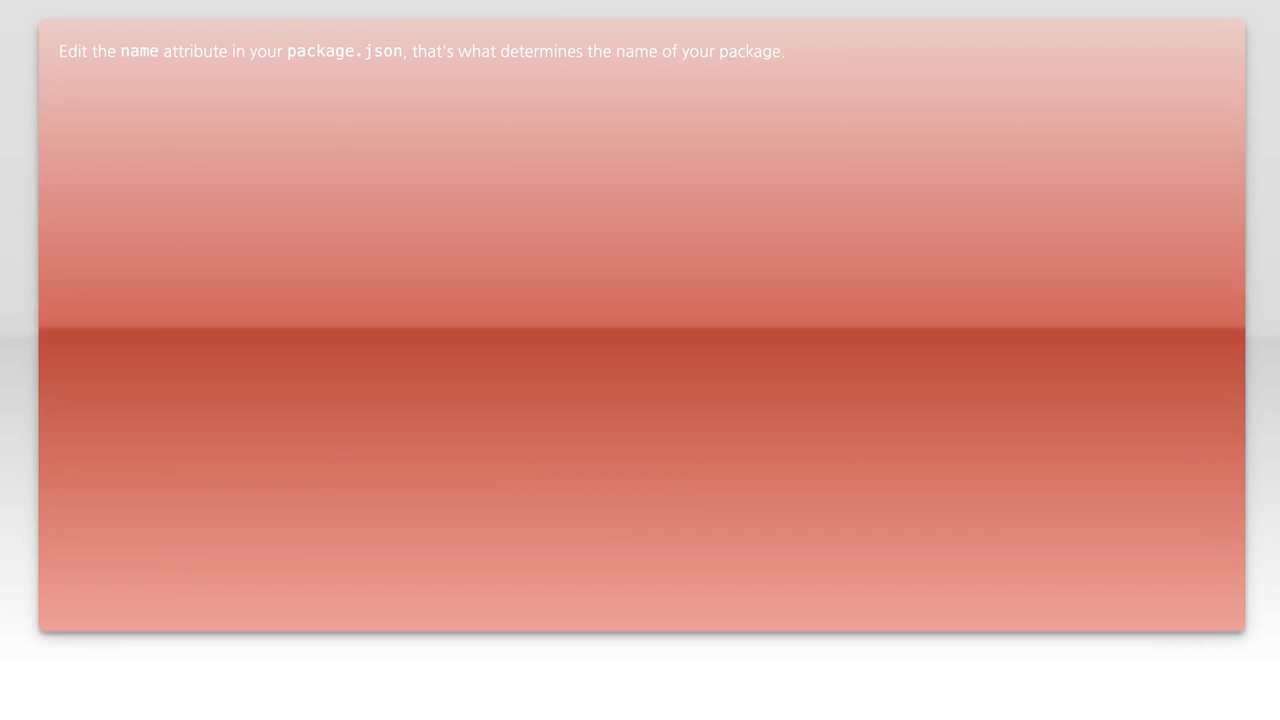 Edit the name attribute in your package.json, that's what determines the name of your package.